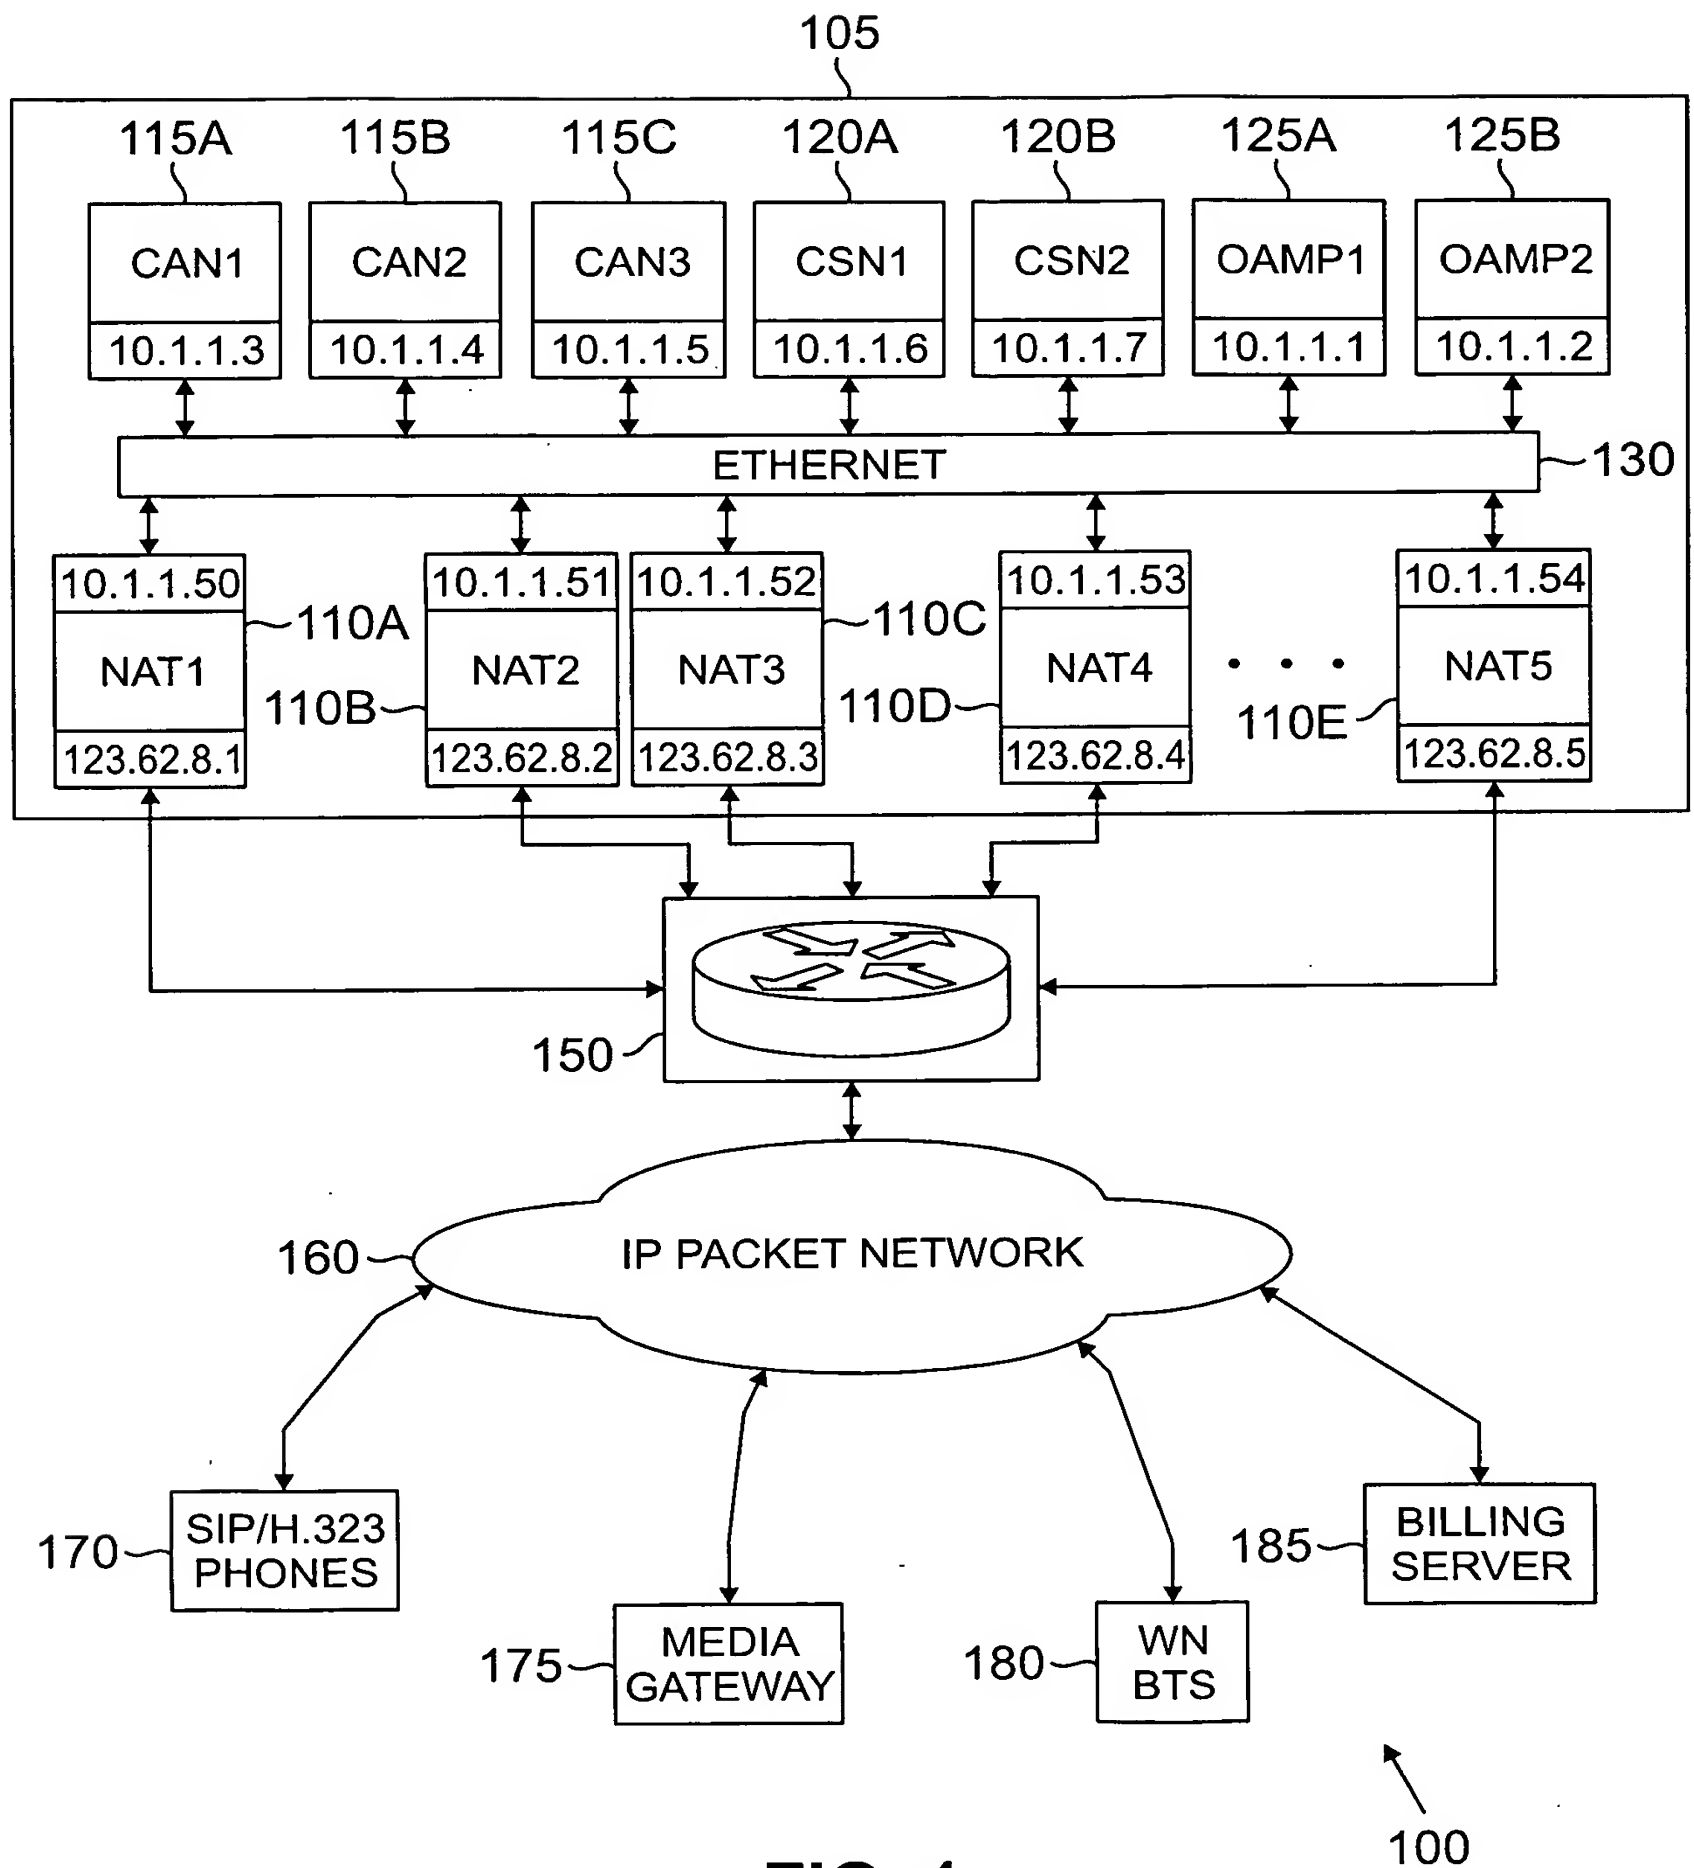 105
115A 115B 115C 120A 120B 125A 125B
CAN1 CAN2 CAN3 CSN1 CSN2 OAMP1 OAMP2
10.1.1.3 10.1.1.4 10.1.1.5 10.1.1.6 10.1.1.7 10.1.1.1 10.1.1.2
ETHERNET 130
10.1.1.50 10.1.1.51 10.1.1.52 10.1.1.53 10.1.1.54
110A 110C
NAT1 NAT2 NAT3 NAT4 . . . NAT5
110B 110D 110E
123.62.8.1 123.62.8.2 123.62.8.3 123.62.8.4 123.62.8.5
150
160 IP PACKET NETWORK
170 SIP/H.323
PHONES
185 BILLING
SERVER
175 MEDIA
GATEWAY
180 WN
BTS
100